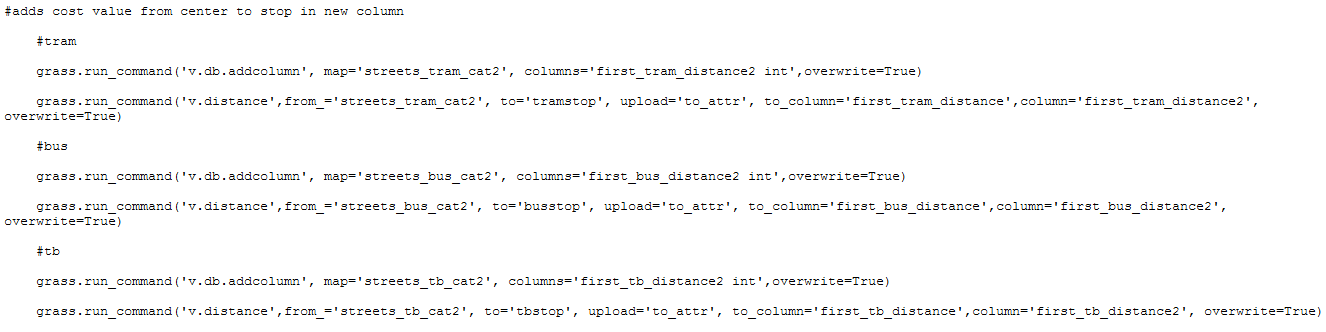 #adds cost value from center to stop in new column
#tram
grass.run_command('v.db.addcolumn', map='streets_tram_cat2', columns='first_tram_distance2 int',overwrite=True)
grass.run_command('v.distance',from_='streets_tram_cat2', to='tramstop', upload='to_attr', to_column='first_tram_distance',column='first_tram_distance2',
overwrite=True)
#bus
grass.run_command('v.db.addcolumn', map='streets_bus_cat2', columns='first_bus_distance2 int',overwrite=True)
grass.run_command('v.distance',from_='streets_bus_cat2', to='busstop', upload='to_attr', to_column='first_bus_distance',column='first_bus_distance2',
overwrite=True)
#tb
grass.run_command('v.db.addcolumn', map='streets_tb_cat2', columns='first_tb_distance2 int',overwrite=True)
grass.run_command('v.distance',from_='streets_tb_cat2', to='tbstop', upload='to_attr', to_column='first_tb_distance',column='first_tb_distance2', overwrite=True)